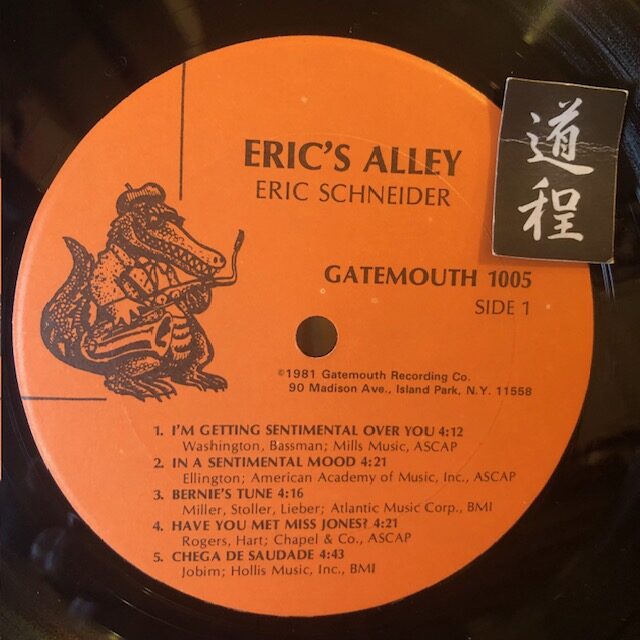 ERIC'S ALLEY
ERIC SCHNEIDER
道
程
GATEMOUTH 1005
SIDE 1
©1981 Gatemouth Recording Co.
90 Madison Ave., Island Park, N.Y. 11558
1. I'M GETTING SENTIMENTAL OVER YOU 4:12
Washington, Bassman; Mills Music, ASCAP
2. IN A SENTIMENTAL MOOD 4:21
Ellington; American Academy of Music, Inc., ASCAP
3. BERNIE'S TUNE 4:16
Miller, Stoller, Lieber; Atlantic Music Corp., BMI
4. HAVE YOU MET MISS JONES? 4:21
Rogers, Hart; Chapel & Co., ASCAP
5. CHEGA DE SAUDADE 4:43
Jobim; Hollis Music, Inc., BMI